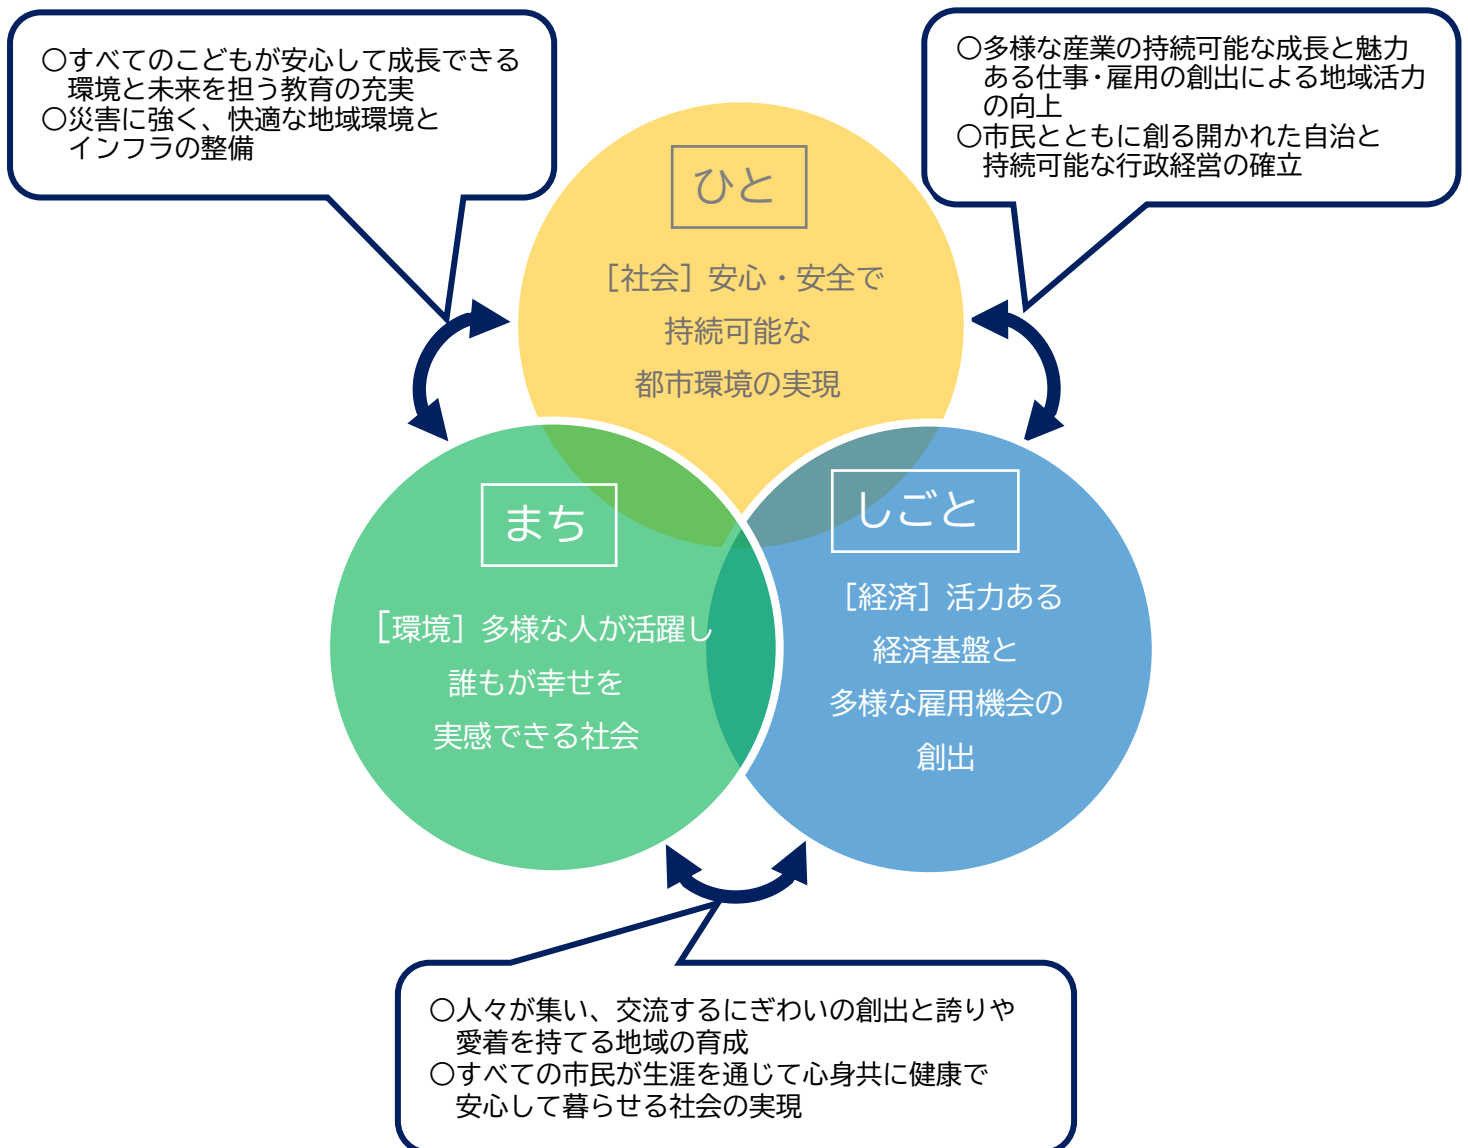 〇すべてのこどもが安心して成長できる
環境と未来を担う教育の充実
〇災害に強く、快適な地域環境と
インフラの整備
〇多様な産業の持続可能な成長と魅力
ある仕事・雇用の創出による地域活力
の向上
〇市民とともに創る開かれた自治と
持続可能な行政経営の確立
ひと
［社会］安心・安全で
持続可能な
都市環境の実現
まち
［環境］多様な人が活躍し
誰もが幸せを
実感できる社会
しごと
［経済］活力ある
経済基盤と
多様な雇用機会の
創出
〇人々が集い、交流するにぎわいの創出と誇りや
愛着を持てる地域の育成
〇すべての市民が生涯を通じて心身共に健康で
安心して暮らせる社会の実現